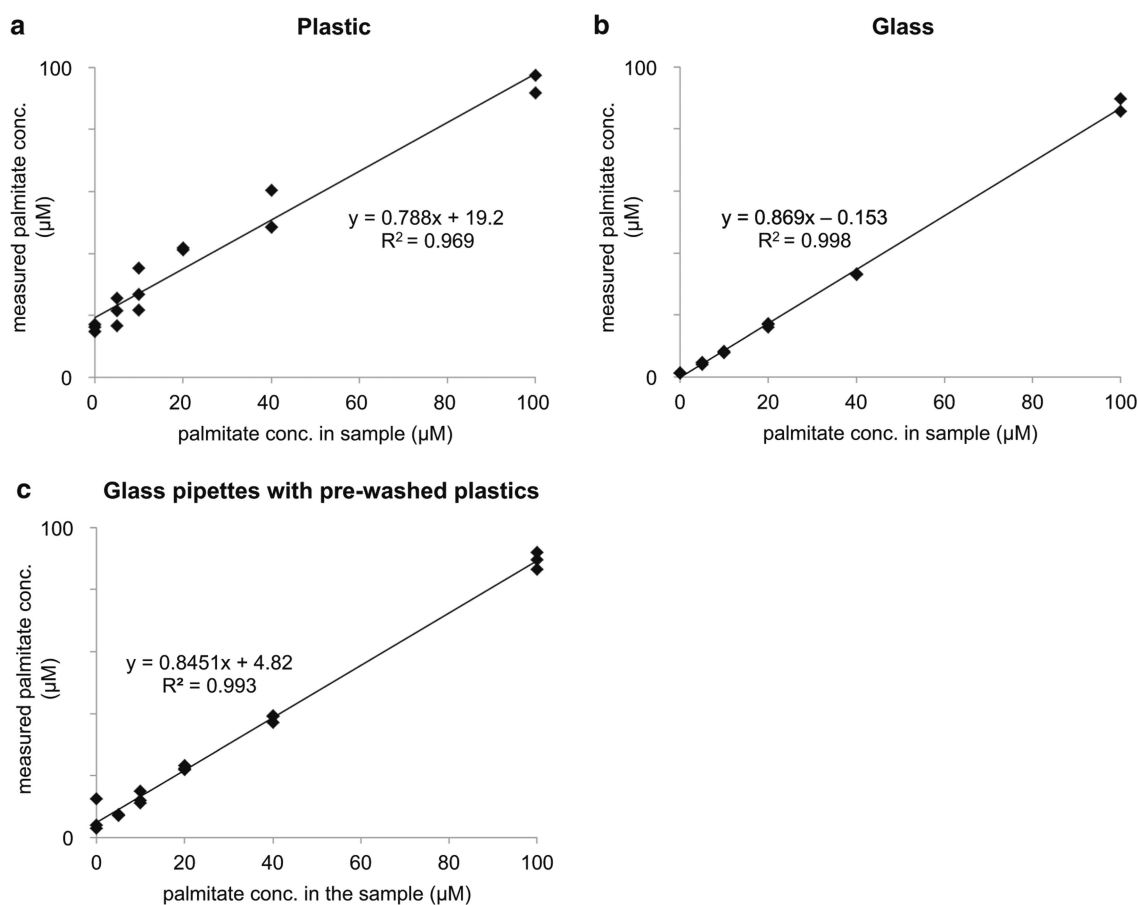 a
Plastic
measured palmitate conc.
(µM)
100
0
y = 0.788x + 19.2
R² = 0.969
0 20 40 60 80 100
palmitate conc. in sample (µM)
b
Glass
measured palmitate conc.
(µM)
100
0
y = 0.869x – 0.153
R² = 0.998
0 20 40 60 80 100
palmitate conc. in sample (µM)
c
Glass pipettes with pre-washed plastics
measured palmitate conc.
(µM)
100
0
y = 0.8451x + 4.82
R² = 0.993
0 20 40 60 80 100
palmitate conc. in the sample (µM)